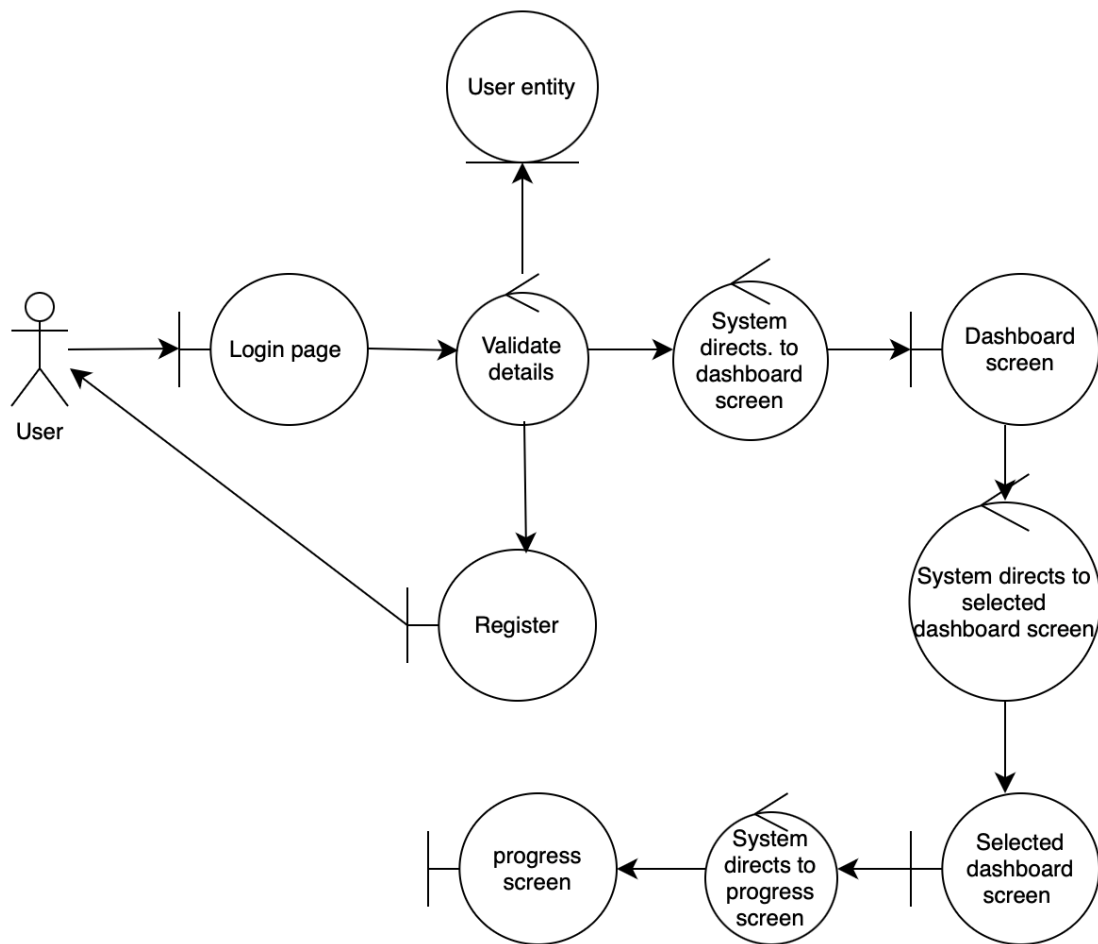 User entity
User
Login page
Validate
details
System
directs. to
dashboard
screen
Dashboard
screen
Register
System directs to
selected
dashboard screen
Selected
dashboard
screen
System
directs to
progress
screen
progress
screen